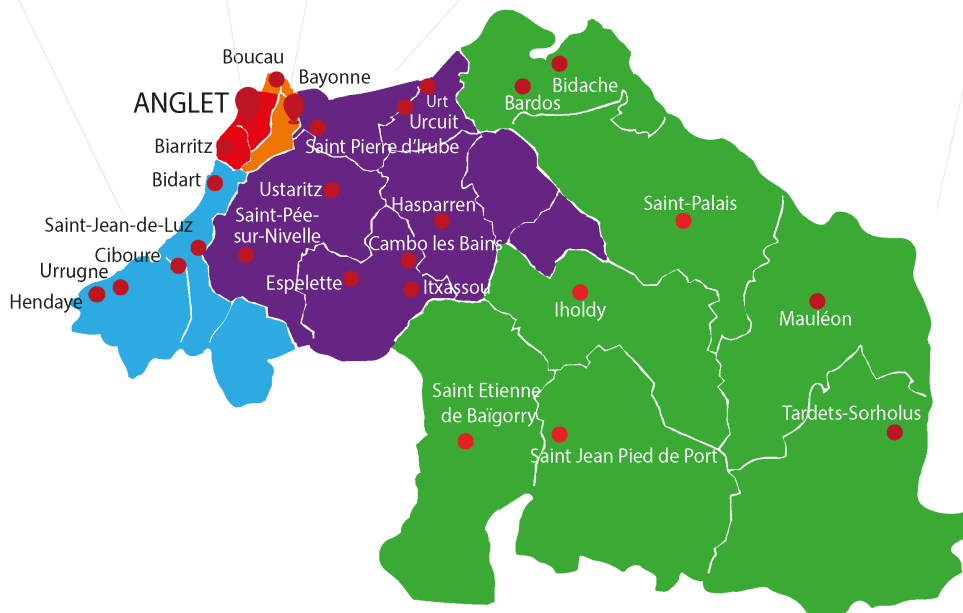 Boucau
Bayonne
ANGLET
Urt
Urcuit
Bidache
Bardos
Biarritz
Saint Pierre d'Irube
Bidart
Ustaritz
Hasparren
Saint-Palais
Saint-Jean-de-Luz
Saint-Pée-
sur-Nivelle
Cambo les Bains
Ciboure
Urrugne
Espelette
Itxassou
Hendaye
Iholdy
Mauléon
Saint Etienne
de Baïgorry
Tardets-Sorholus
Saint Jean Pied de Port